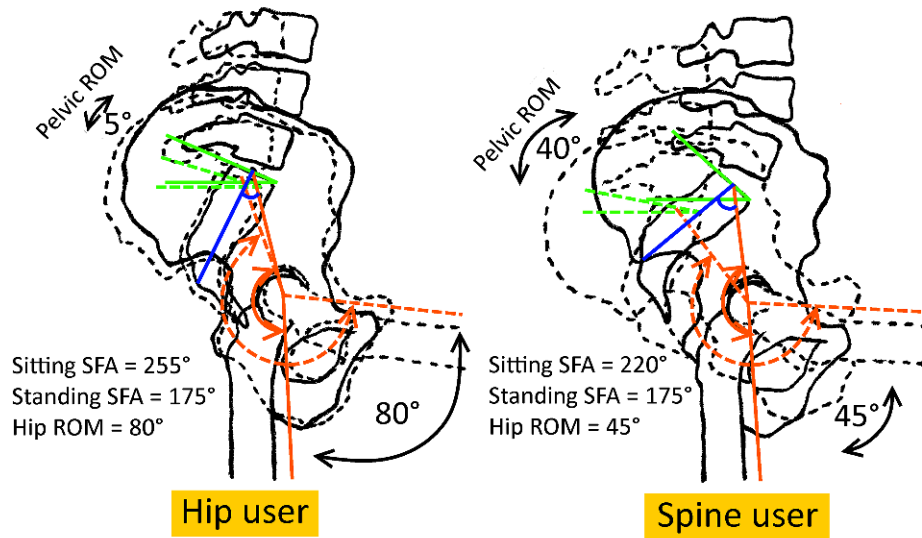 Pelvic ROM
5°
Sitting SFA = 255°
Standing SFA = 175°
Hip ROM = 80°
80°
Hip user
Pelvic ROM
40°
Sitting SFA = 220°
Standing SFA = 175°
Hip ROM = 45°
45°
Spine user